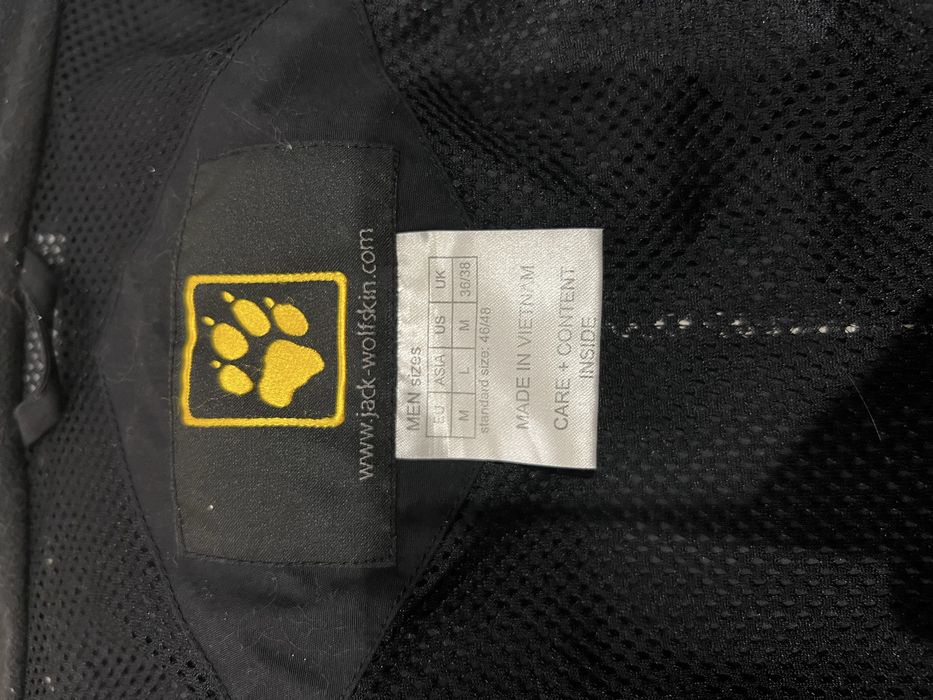 www.jack-wolfskin.com
MEN sizes
EU ASIA US UK
M L M 36/38
standard size: 46/48
MADE IN VIETNAM
CARE + CONTENT
INSIDE